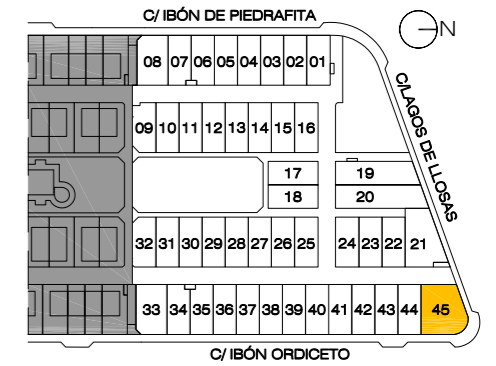 C/ IBÓN DE PIEDRAFITA
N
08 07 06 05 04 03 02 01
C/LAGOS DE LLOSAS
09 10 11 12 13 14 15 16
17 19
18 20
32 31 30 29 28 27 26 25 24 23 22 21
33 34 35 36 37 38 39 40 41 42 43 44 45
C/ IBÓN ORDICETO